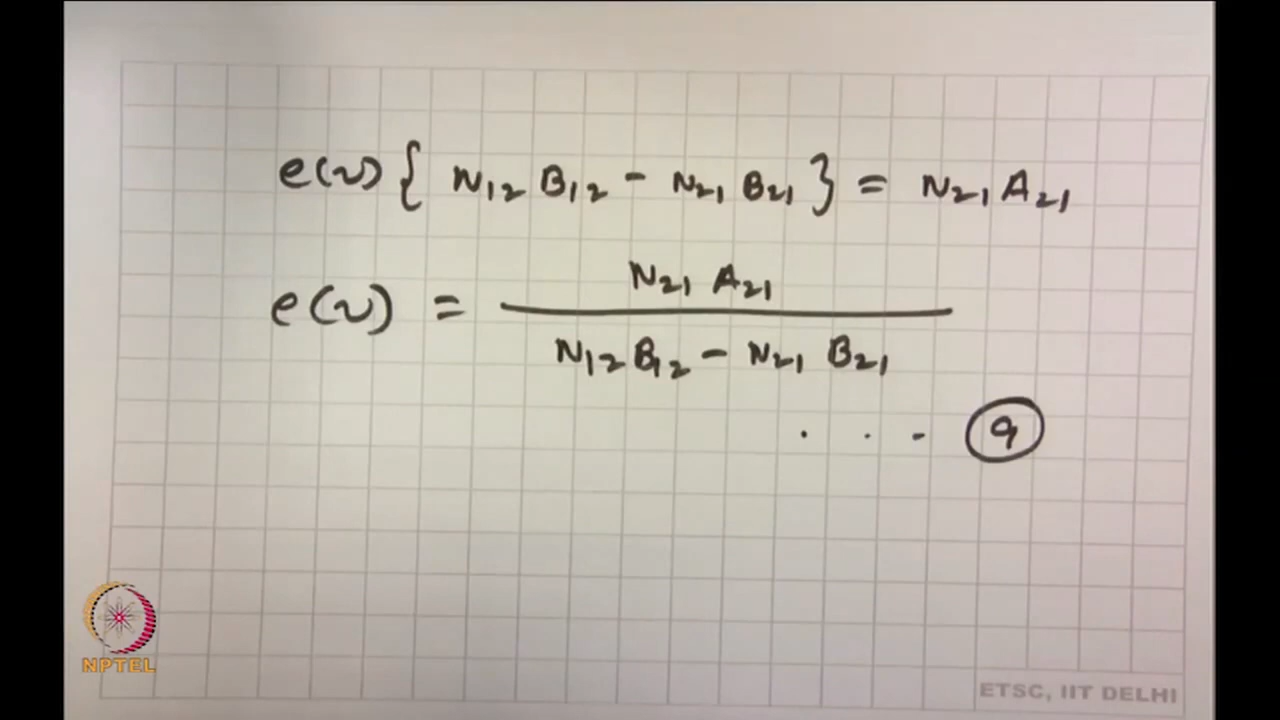 e(ν) { N₁₂ B₁₂ - N₂₁ B₂₁ } = N₂₁ A₂₁
N₂₁ A₂₁
e(ν) = ———
N₁₂ B₁₂ - N₂₁ B₂₁
. . - 9
NPTEL
ETSC, IIT DELHI